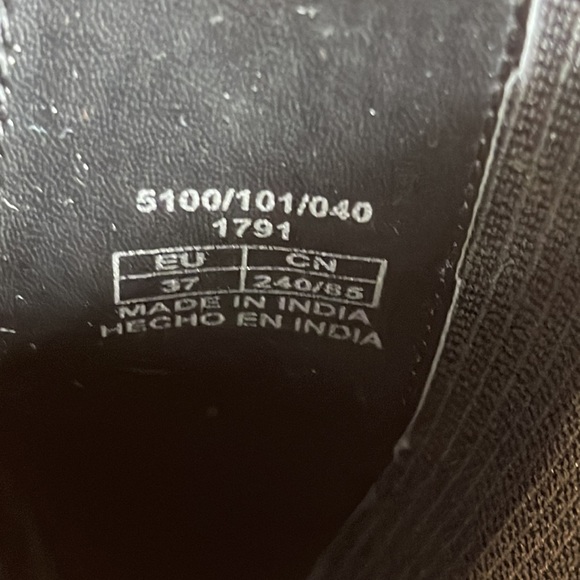 5100/101/040
1791
EU CN
37 240/85
MADE IN INDIA
HECHO EN INDIA